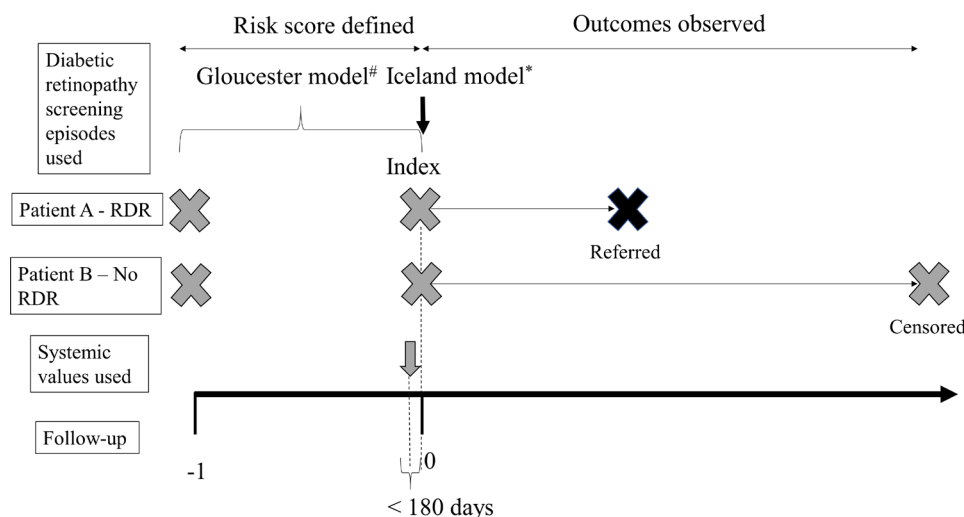 Risk score defined
Outcomes observed
Diabetic
retinopathy
screening
episodes
used
Gloucester model#
Iceland model*
Index
Patient A - RDR
Referred
Patient B – No
RDR
Censored
Systemic
values used
Follow-up
-1
0
< 180 days